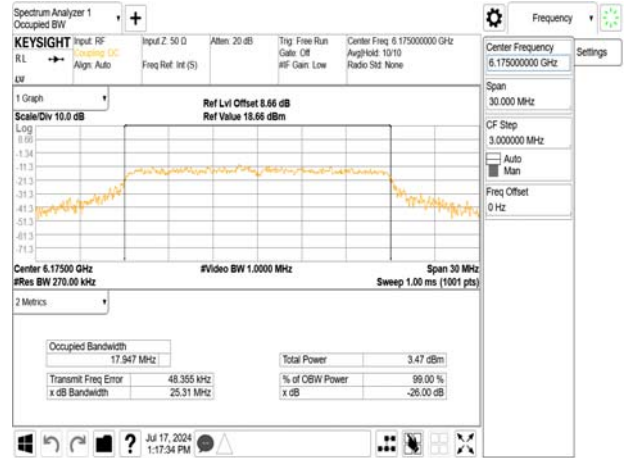 Spectrum Analyzer 1
Occupied BW
Frequency
KEYSIGHT
Input: RF
Input Z: 50 Ω
Atten: 20 dB
Trig: Free Run
Center Freq: 6.175000000 GHz
RL
Coupling: DC
Gate: Off
Avg|Hold: 10/10
Align: Auto
Freq Ref: Int (S)
#IF Gain: Low
Radio Std: None
Center Frequency
6.175000000 GHz
Settings
Span
30.000 MHz
CF Step
3.000000 MHz
Auto
Man
Freq Offset
0 Hz
1 Graph
Ref Lvl Offset 8.66 dB
Scale/Div 10.0 dB
Ref Value 18.66 dBm
Log
8.66
-1.34
-11.3
-21.3
-31.3
-41.3
-51.3
-61.3
-71.3
Center 6.17500 GHz
#Video BW 1.0000 MHz
Span 30 MHz
#Res BW 270.00 kHz
Sweep 1.00 ms (1001 pts)
2 Metrics
Occupied Bandwidth
17.947 MHz
Total Power 3.47 dBm
Transmit Freq Error 48.355 kHz
% of OBW Power 99.00 %
x dB Bandwidth 25.31 MHz
x dB -26.00 dB
Jul 17, 2024
1:17:34 PM